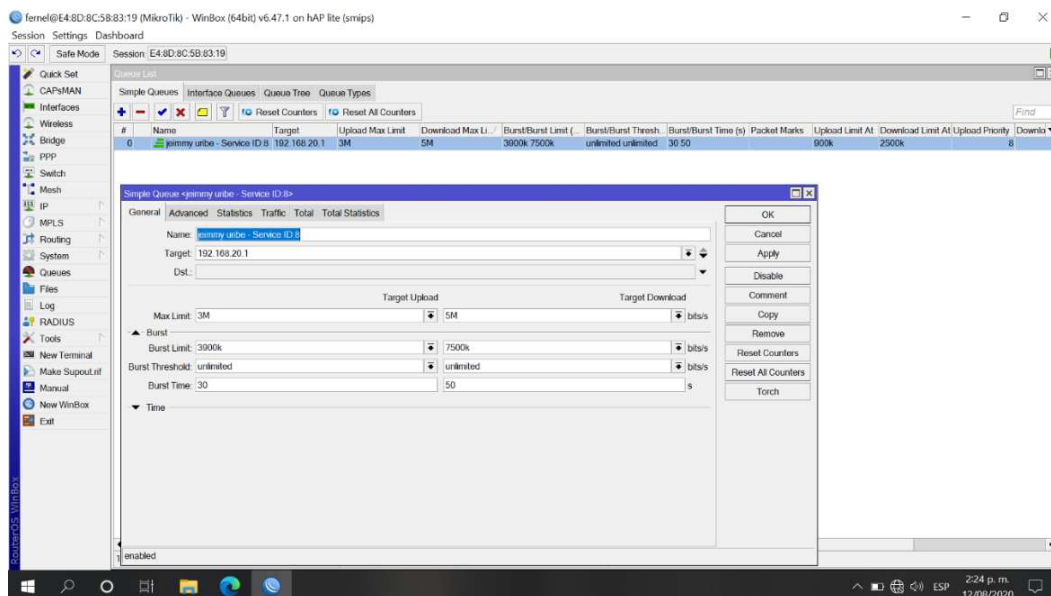 fernel@E4:8D:8C:5B:83:19 (MikroTik) - WinBox (64bit) v6.47.1 on hAP lite (smips)
Session Settings Dashboard
Safe Mode Session: E4:8D:8C:5B:83:19
Quick Set
CAPsMAN
Interfaces
Wireless
Bridge
PPP
Switch
Mesh
IP
MPLS
Routing
System
Queues
Files
Log
RADIUS
Tools
New Terminal
Make Supout.rif
Manual
New WinBox
Exit
RouterOS WinBox
Queue List
Simple Queues Interface Queues Queue Tree Queue Types
Reset Counters Reset All Counters Find
# Name Target Upload Max Limit Download Max Li... Burst/Burst Limit (... Burst/Burst Thresh... Burst/Burst Time (s) Packet Marks Upload Limit At Download Limit At Upload Priority Downlo
0 jeimmy uribe - Service ID:8 192.168.20.1 3M 5M 3900k 7500k unlimited unlimited 30 50 900k 2500k 8
Simple Queue <jeimmy uribe - Service ID:8>
General Advanced Statistics Traffic Total Total Statistics
Name: jeimmy uribe - Service ID:8
Target: 192.168.20.1
Dst.:
Target Upload Target Download
Max Limit: 3M 5M bits/s
Burst
Burst Limit: 3900k 7500k bits/s
Burst Threshold: unlimited unlimited bits/s
Burst Time: 30 50 s
Time
OK
Cancel
Apply
Disable
Comment
Copy
Remove
Reset Counters
Reset All Counters
Torch
enabled
ESP 2:24 p. m.
12/08/2020